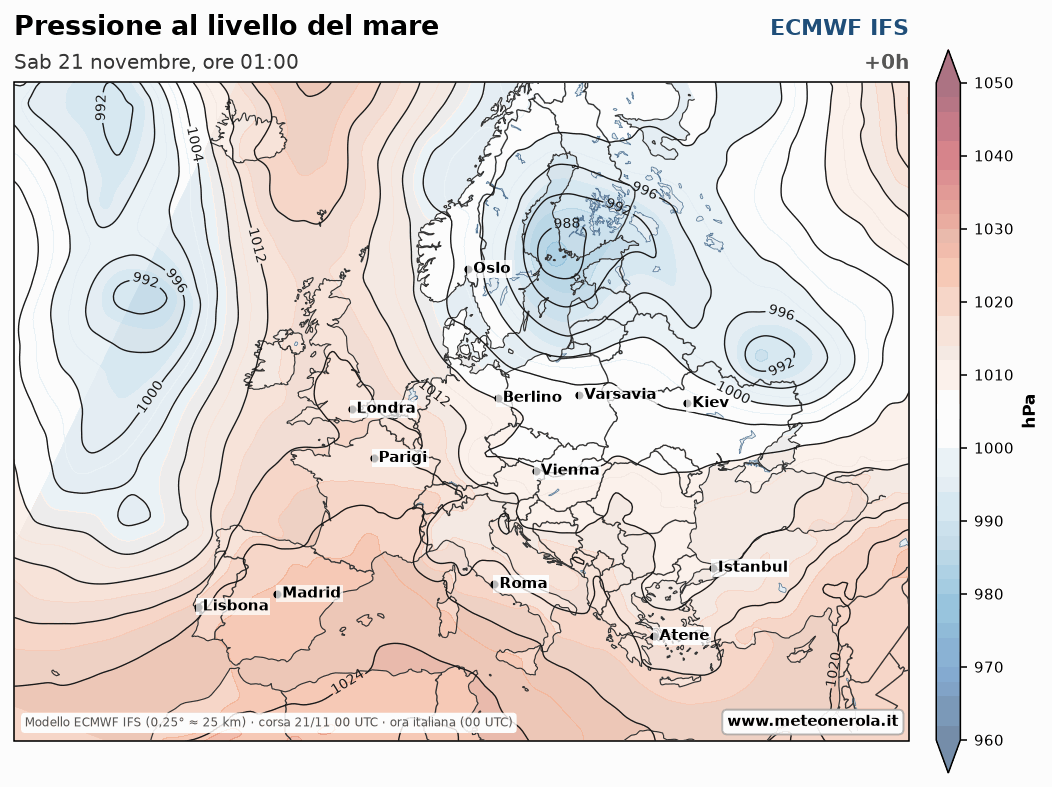 Pressione al livello del mare
ECMWF IFS
Sab 21 novembre, ore 01:00
+0h
992
1004
1012
996
992
988
992
996
Oslo
1000
996
992
1012
1000
Berlino
Varsavia
Kiev
Londra
Parigi
Vienna
Istanbul
Roma
Madrid
Lisbona
Atene
1024
1020
Modello ECMWF IFS (0,25° ≈ 25 km) · corsa 21/11 00 UTC · ora italiana (00 UTC)
www.meteonerola.it
1050
1040
1030
1020
1010
1000
990
980
970
960
hPa